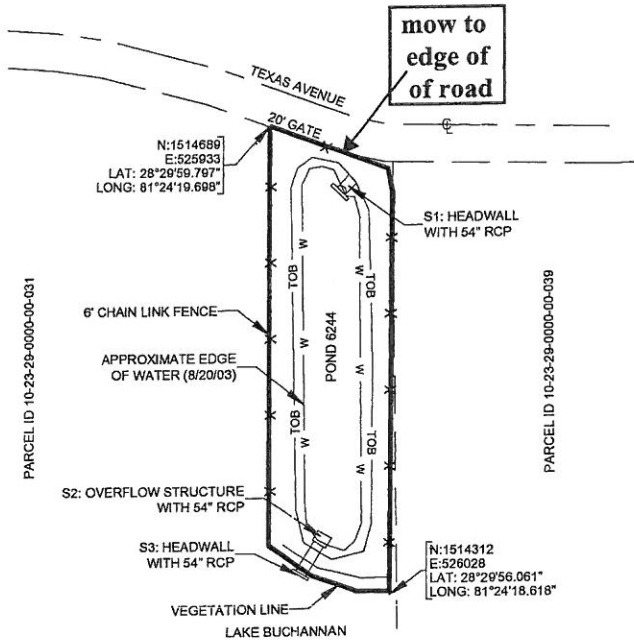 mow to
edge of
of road
TEXAS AVENUE
20' GATE
℄
N:1514689
E:525933
LAT: 28°29'59.797"
LONG: 81°24'19.698"
S1: HEADWALL
WITH 54" RCP
PARCEL ID 10-23-29-0000-00-031
6' CHAIN LINK FENCE
APPROXIMATE EDGE
OF WATER (8/20/03)
TOB
W
TOB
W
POND 6244
W
W
W
TOB
W
TOB
W
W
PARCEL ID 10-23-29-0000-00-039
S2: OVERFLOW STRUCTURE
WITH 54" RCP
S3: HEADWALL
WITH 54" RCP
N:1514312
E:526028
LAT: 28°29'56.061"
LONG: 81°24'18.618"
VEGETATION LINE
LAKE BUCHANNAN